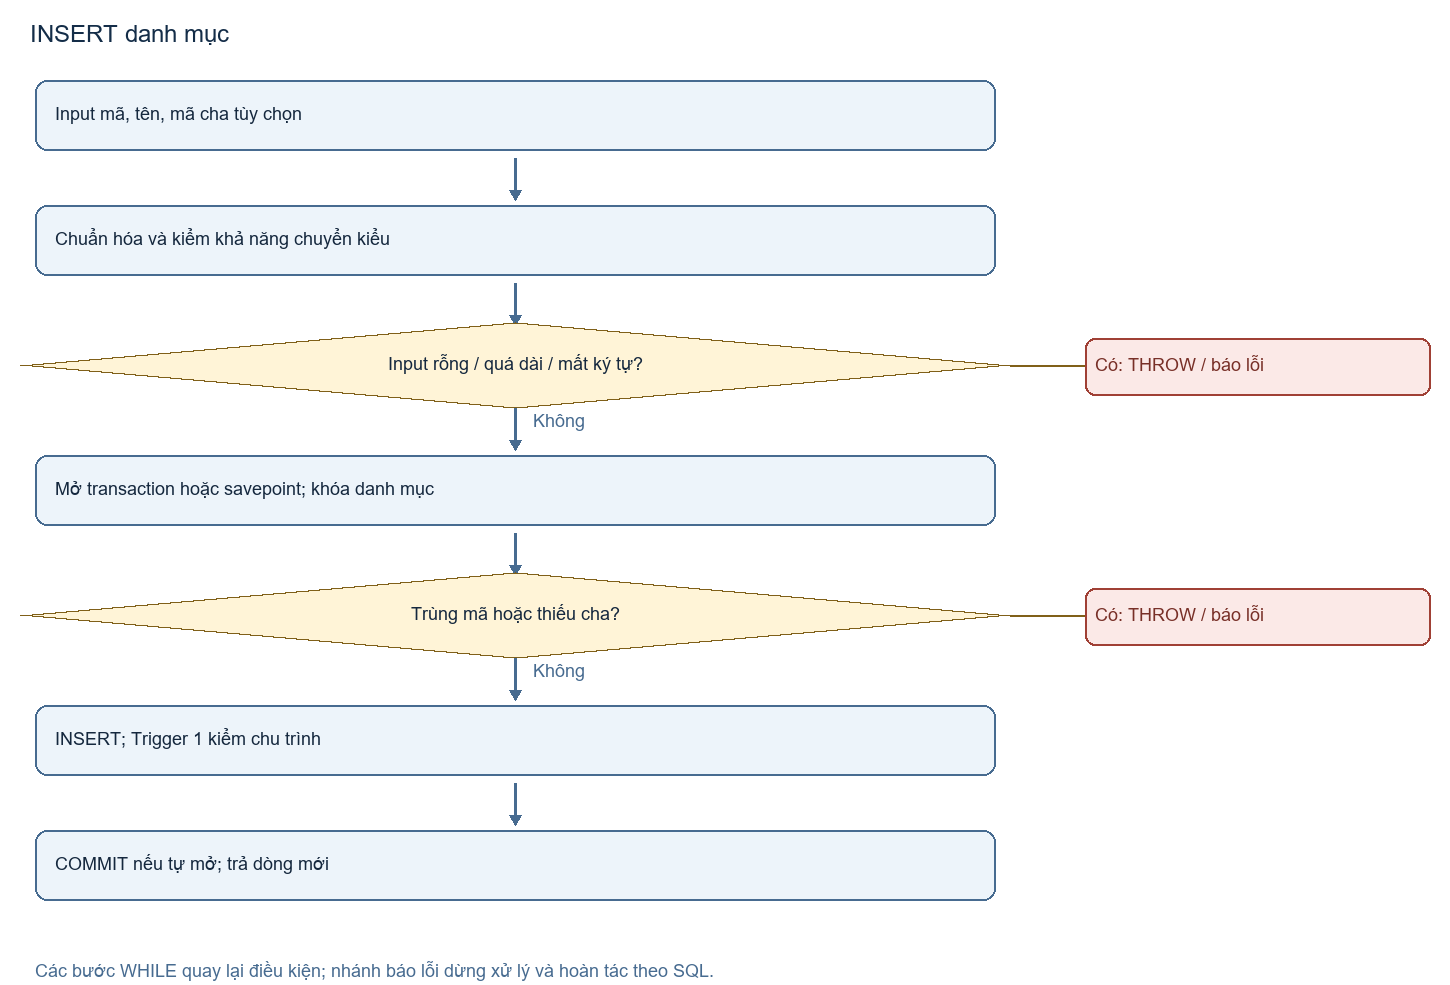 INSERT danh mục
Input mã, tên, mã cha tùy chọn
Chuẩn hóa và kiểm khả năng chuyển kiểu
Input rỗng / quá dài / mất ký tự?
Có: THROW / báo lỗi
Không
Mở transaction hoặc savepoint; khóa danh mục
Trùng mã hoặc thiếu cha?
Có: THROW / báo lỗi
Không
INSERT; Trigger 1 kiểm chu trình
COMMIT nếu tự mở; trả dòng mới
Các bước WHILE quay lại điều kiện; nhánh báo lỗi dừng xử lý và hoàn tác theo SQL.